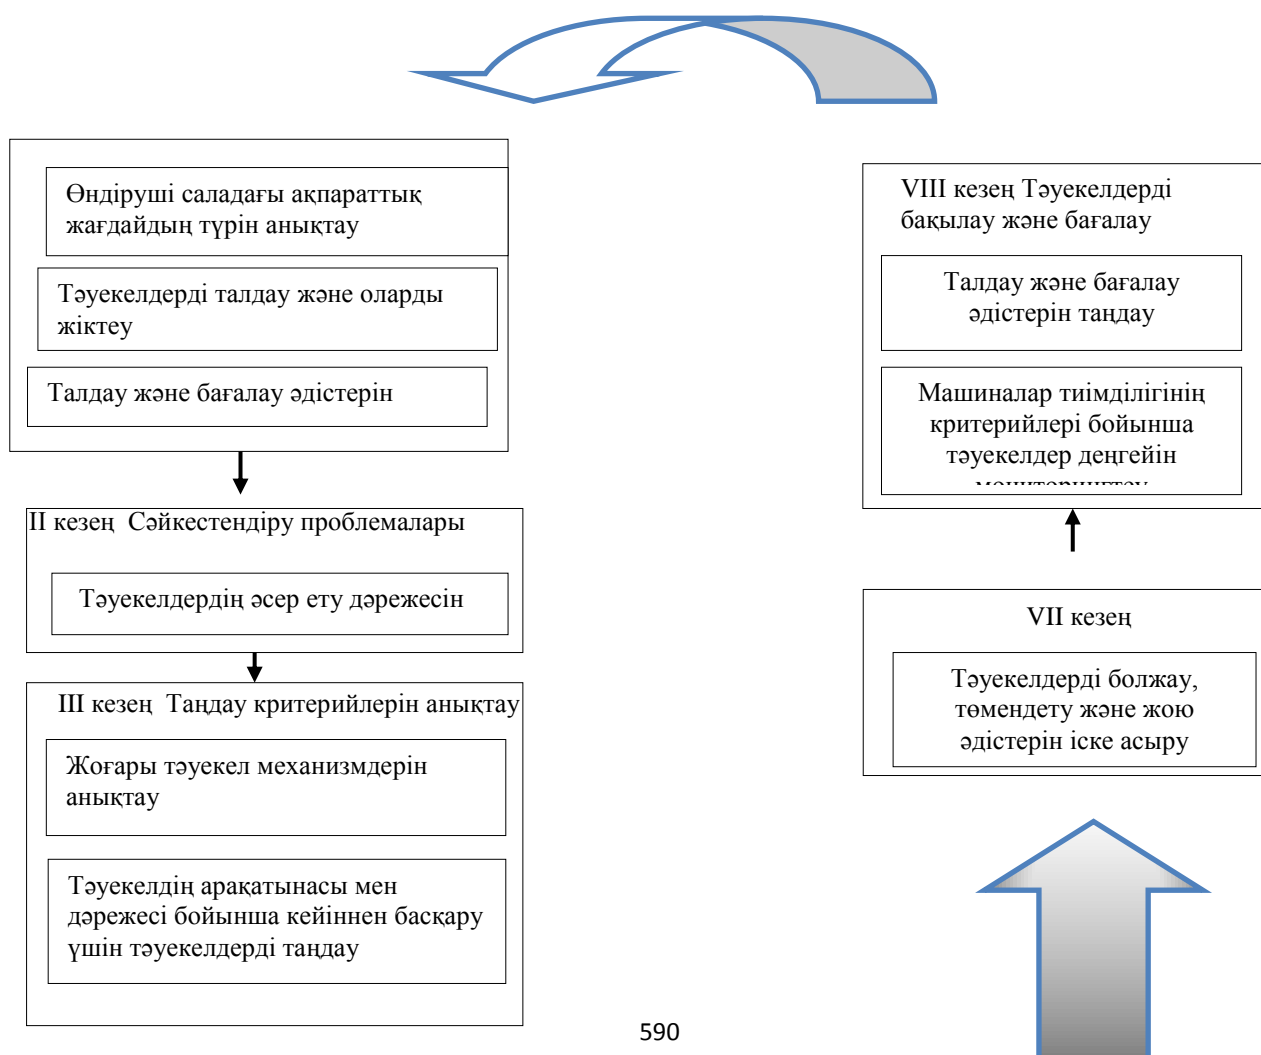 Өндіруші саладағы ақпараттық
жағдайдың түрін анықтау
Тәуекелдерді талдау және оларды
жіктеу
Талдау және бағалау әдістерін
II кезең Сәйкестендіру проблемалары
Тәуекелдердің әсер ету дәрежесін
III кезең Таңдау критерийлерін анықтау
Жоғары тәуекел механизмдерін
анықтау
Тәуекелдің арақатынасы мен
дәрежесі бойынша кейіннен басқару
үшін тәуекелдерді таңдау
VIII кезең Тәуекелдерді
бақылау және бағалау
Талдау және бағалау
әдістерін таңдау
Машиналар тиімділігінің
критерийлері бойынша
тәуекелдер деңгейін
VII кезең
Тәуекелдерді болжау,
төмендету және жою
әдістерін іске асыру
590